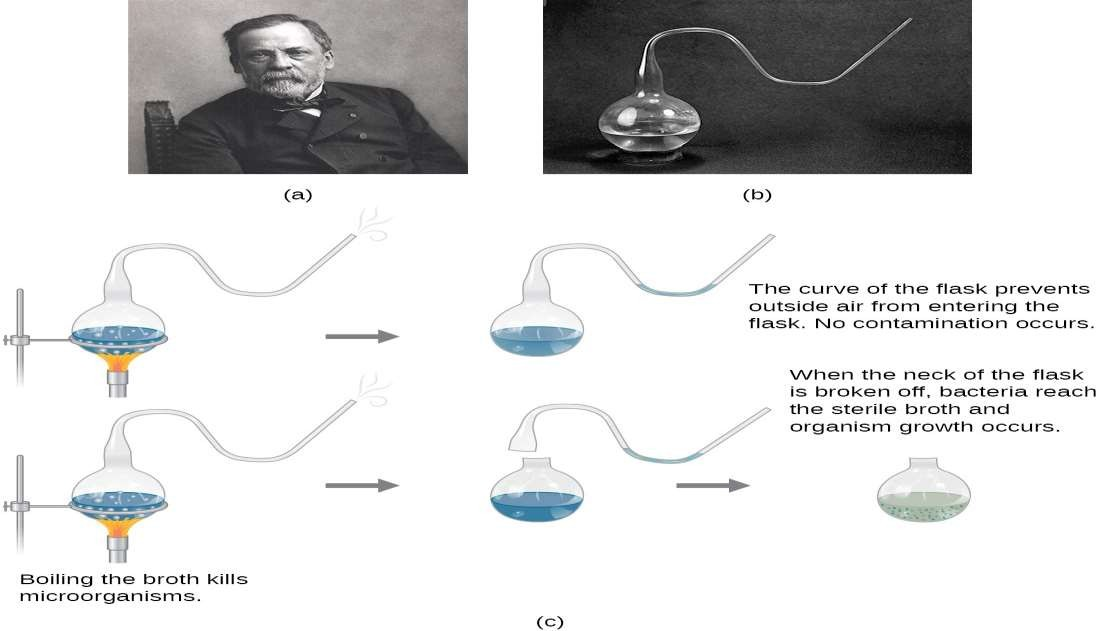 (a)
(b)
The curve of the flask prevents
outside air from entering the
flask. No contamination occurs.
When the neck of the flask
is broken off, bacteria reach
the sterile broth and
organism growth occurs.
Boiling the broth kills
microorganisms.
(c)